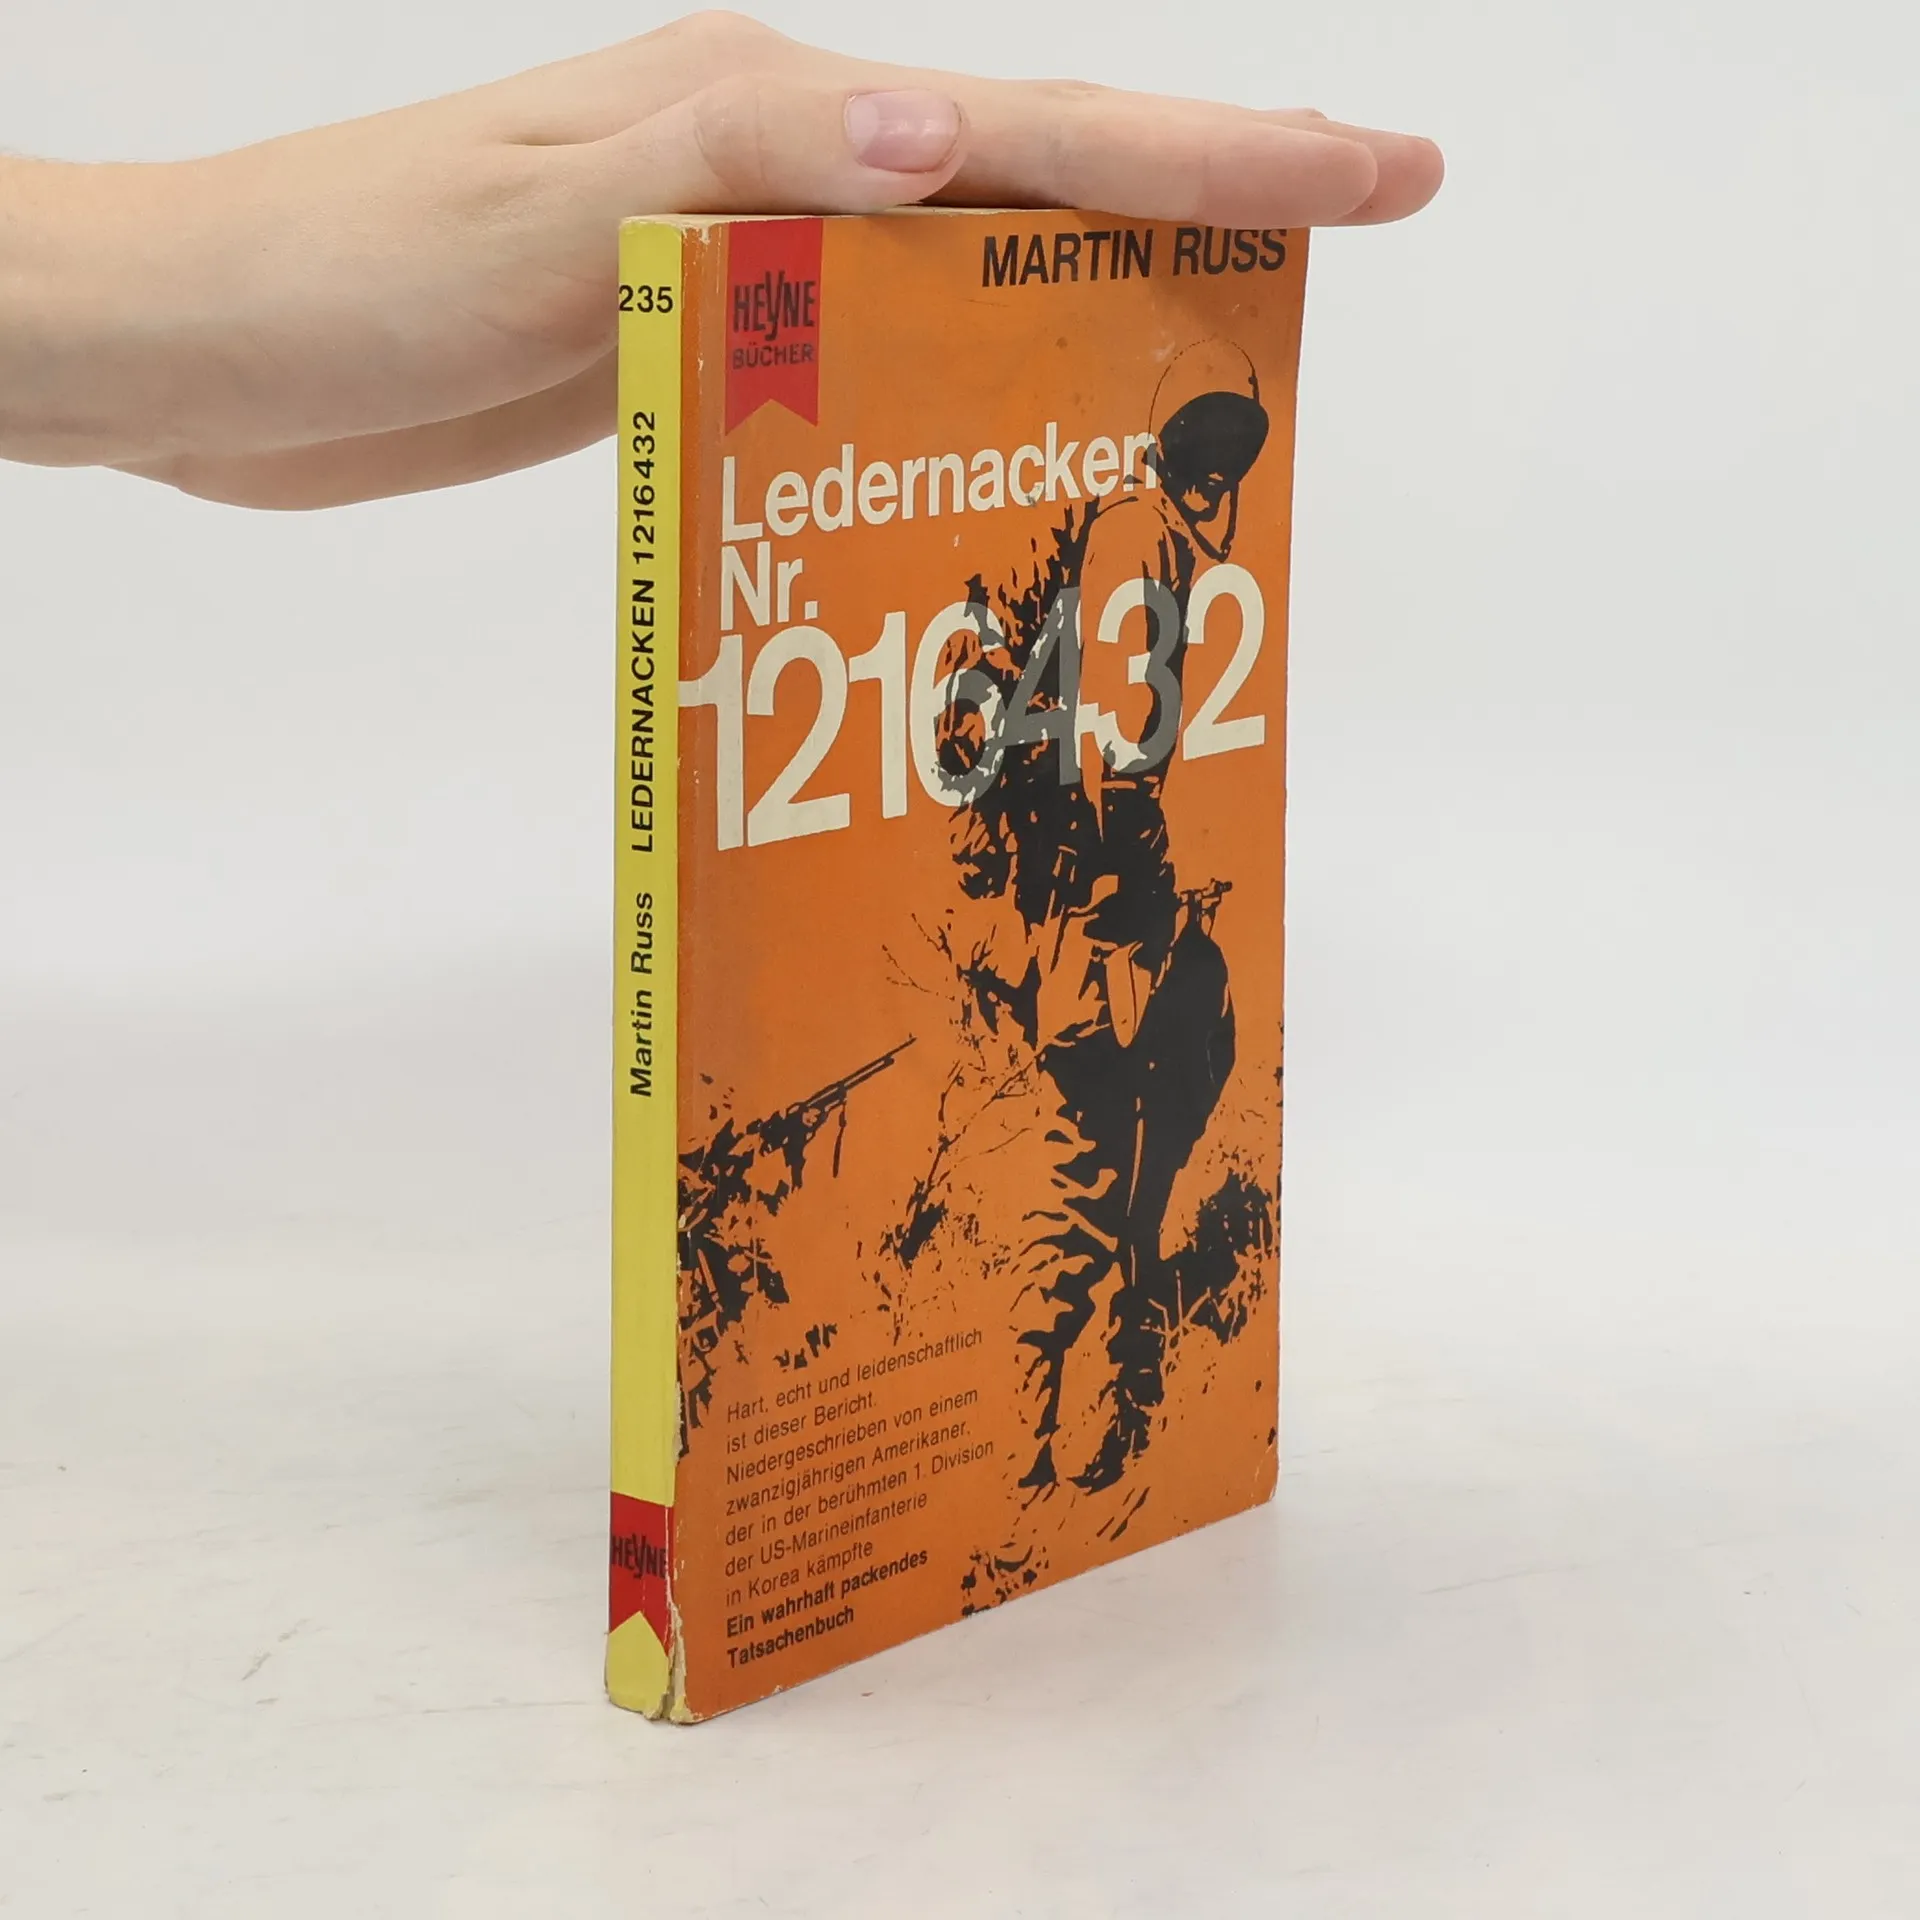 235
Martin Russ LEDERNACKEN 1216432
HEYNE
MARTIN RUSS
HEYNE
BÜCHER
Ledernacken
Nr.
1216432
Hart, echt und leidenschaftlich
ist dieser Bericht.
Niedergeschrieben von einem
zwanzigjährigen Amerikaner,
der in der berühmten 1. Division
der US-Marineinfanterie
in Korea kämpfte
Ein wahrhaft packendes
Tatsachenbuch